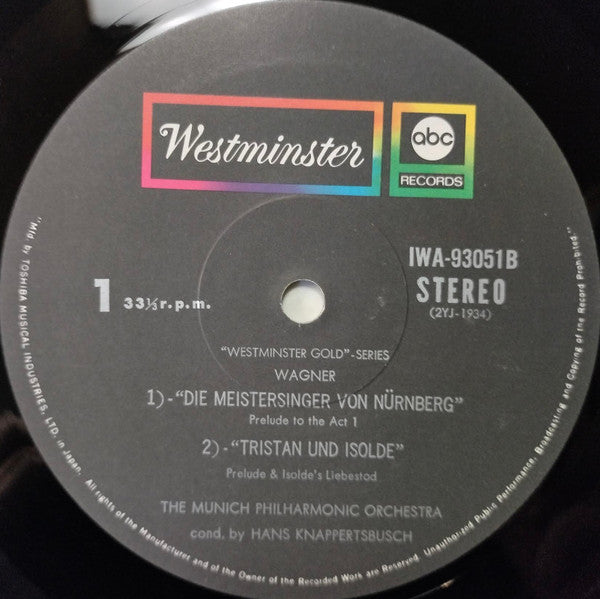 Westminster
abc
RECORDS
IWA-93051B
STEREO
(2YJ-1934)
1 33⅓ r.p.m.
"WESTMINSTER GOLD"-SERIES
WAGNER
1)-"DIE MEISTERSINGER VON NÜRNBERG"
Prelude to the Act 1
2)-"TRISTAN UND ISOLDE"
Prelude & Isolde's Liebestod
THE MUNICH PHILHARMONIC ORCHESTRA
cond. by HANS KNAPPERTSBUSCH
"Mfd. by TOSHIBA MUSICAL INDUSTRIES, LTD. in Japan. All rights of the Manufacturer and of the Owner of the Recorded Work are Reserved. Unauthorized Public Performance, Broadcasting and Copying of the Record Prohibited."